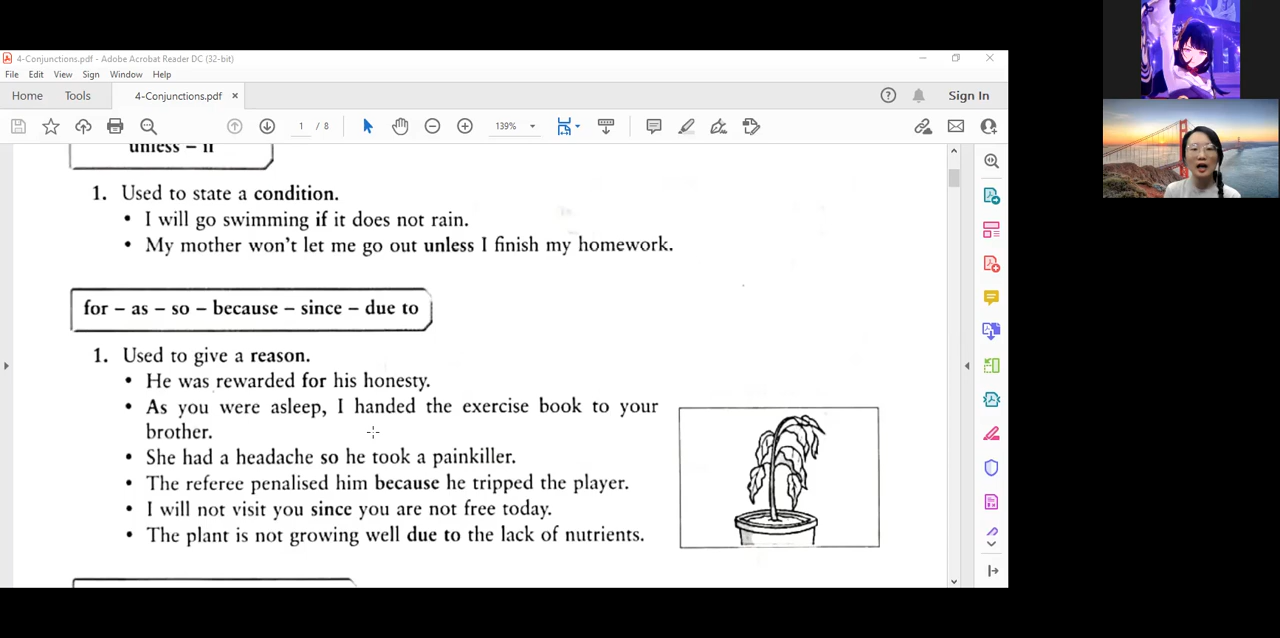 4-Conjunctions.pdf - Adobe Acrobat Reader DC (32-bit)
File Edit View Sign Window Help
Home Tools 4-Conjunctions.pdf × Sign In
1 / 8 139%
unless – if
1. Used to state a condition.
• I will go swimming if it does not rain.
• My mother won't let me go out unless I finish my homework.
for – as – so – because – since – due to
1. Used to give a reason.
• He was rewarded for his honesty.
• As you were asleep, I handed the exercise book to your
brother.
• She had a headache so he took a painkiller.
• The referee penalised him because he tripped the player.
• I will not visit you since you are not free today.
• The plant is not growing well due to the lack of nutrients.